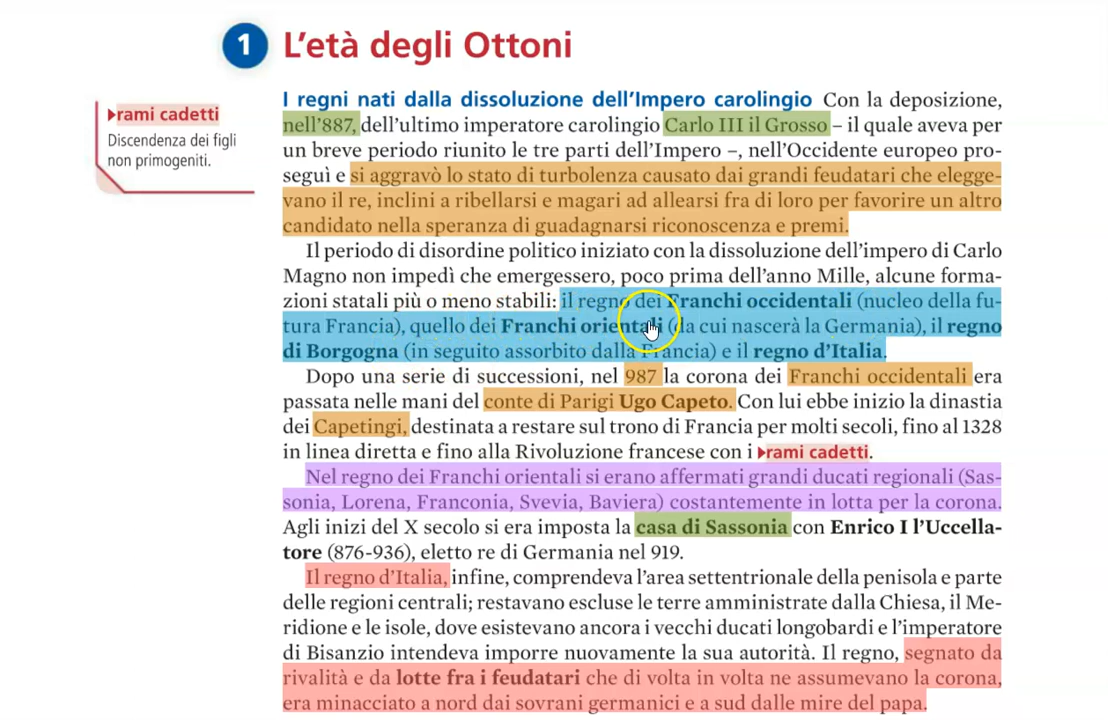 1 L'età degli Ottoni
▶rami cadetti
Discendenza dei figli
non primogeniti.
I regni nati dalla dissoluzione dell'Impero carolingio Con la deposizione,
nell'887, dell'ultimo imperatore carolingio Carlo III il Grosso – il quale aveva per
un breve periodo riunito le tre parti dell'Impero –, nell'Occidente europeo pro-
seguì e si aggravò lo stato di turbolenza causato dai grandi feudatari che elegge-
vano il re, inclini a ribellarsi e magari ad allearsi fra di loro per favorire un altro
candidato nella speranza di guadagnarsi riconoscenza e premi.
Il periodo di disordine politico iniziato con la dissoluzione dell'impero di Carlo
Magno non impedì che emergessero, poco prima dell'anno Mille, alcune forma-
zioni statali più o meno stabili: il regno dei Franchi occidentali (nucleo della fu-
tura Francia), quello dei Franchi orientali (da cui nascerà la Germania), il regno
di Borgogna (in seguito assorbito dalla Francia) e il regno d'Italia.
Dopo una serie di successioni, nel 987 la corona dei Franchi occidentali era
passata nelle mani del conte di Parigi Ugo Capeto. Con lui ebbe inizio la dinastia
dei Capetingi, destinata a restare sul trono di Francia per molti secoli, fino al 1328
in linea diretta e fino alla Rivoluzione francese con i ▶rami cadetti.
Nel regno dei Franchi orientali si erano affermati grandi ducati regionali (Sas-
sonia, Lorena, Franconia, Svevia, Baviera) costantemente in lotta per la corona.
Agli inizi del X secolo si era imposta la casa di Sassonia con Enrico I l'Uccella-
tore (876-936), eletto re di Germania nel 919.
Il regno d'Italia, infine, comprendeva l'area settentrionale della penisola e parte
delle regioni centrali; restavano escluse le terre amministrate dalla Chiesa, il Me-
ridione e le isole, dove esistevano ancora i vecchi ducati longobardi e l'imperatore
di Bisanzio intendeva imporre nuovamente la sua autorità. Il regno, segnato da
rivalità e da lotte fra i feudatari che di volta in volta ne assumevano la corona,
era minacciato a nord dai sovrani germanici e a sud dalle mire del papa.